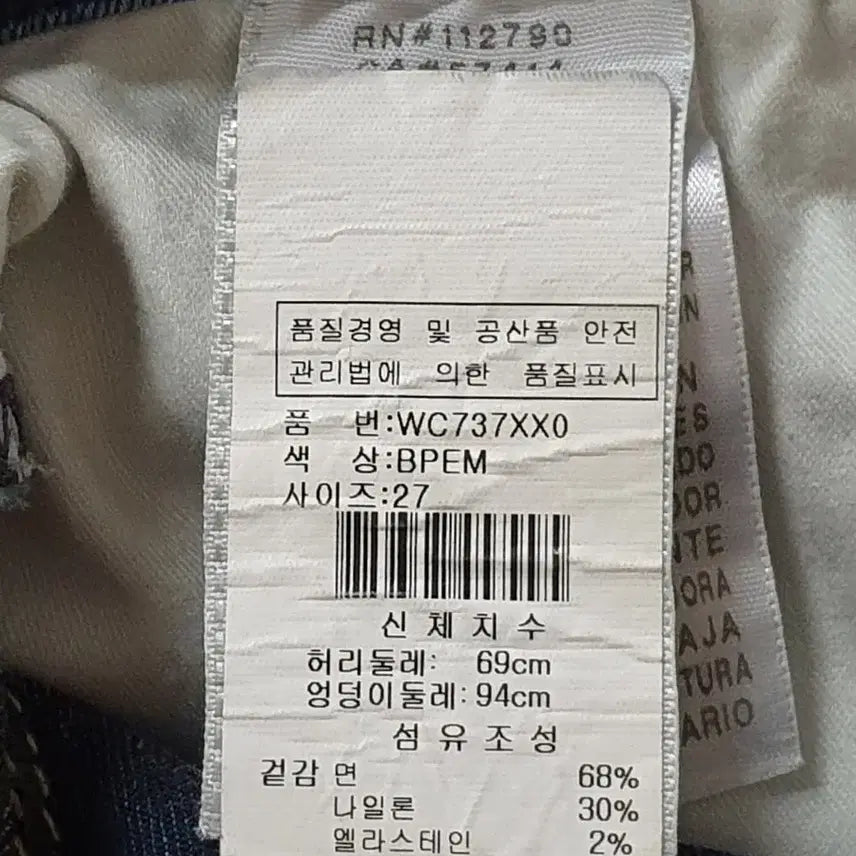 RN#112790
품질경영 및 공산품 안전
관리법에 의한 품질표시
품 번:WC737XX0
색 상:BPEM
사이즈:27
신체치수
허리둘레: 69cm
엉덩이둘레: 94cm
섬유조성
겉감 면 68%
나일론 30%
엘라스테인 2%